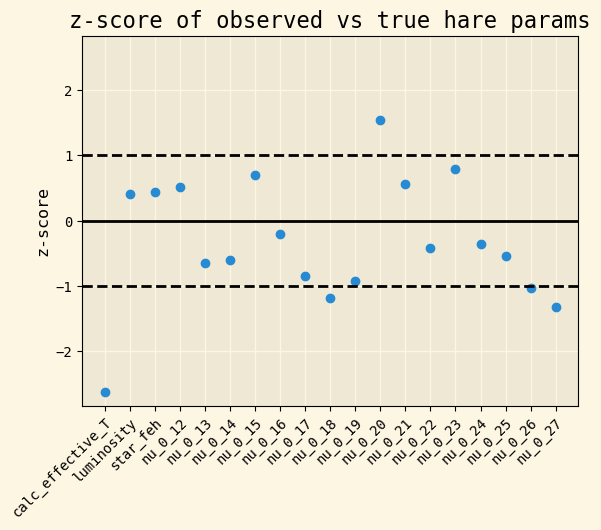 z-score of observed vs true hare params
z-score
2
1
0
−1
−2
calc_effective_T
luminosity
star_feh
nu_0_12
nu_0_13
nu_0_14
nu_0_15
nu_0_16
nu_0_17
nu_0_18
nu_0_19
nu_0_20
nu_0_21
nu_0_22
nu_0_23
nu_0_24
nu_0_25
nu_0_26
nu_0_27